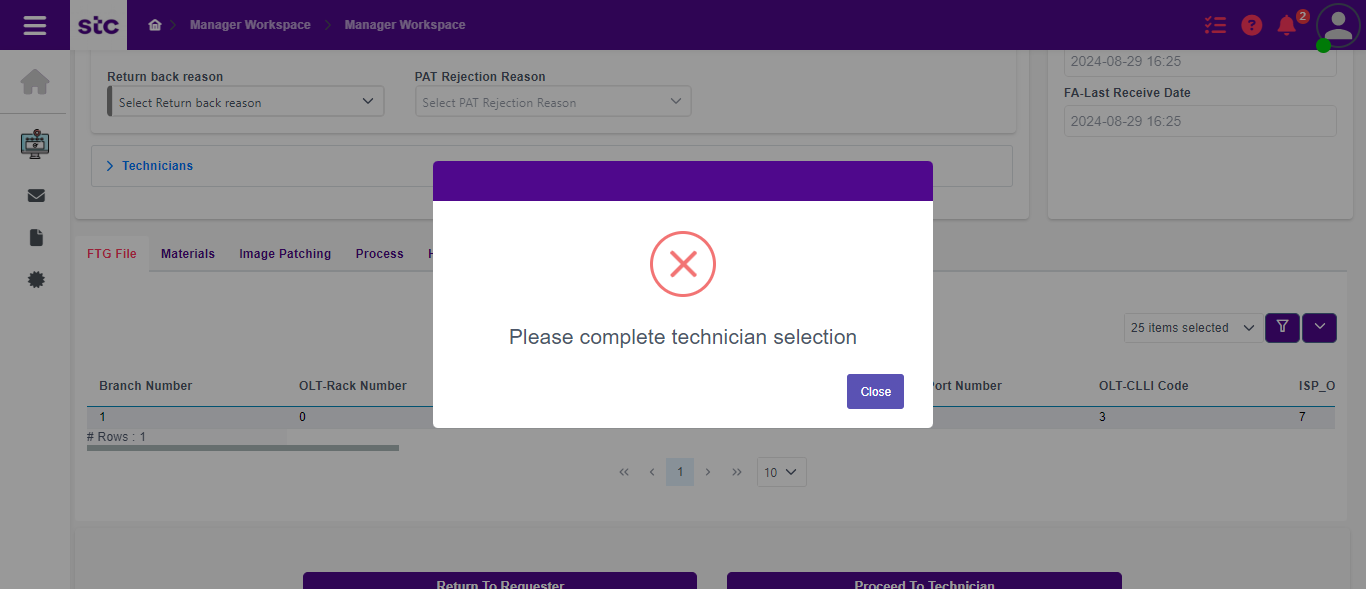 stc
Manager Workspace
Manager Workspace
?
2
2024-08-29 16:25
Return back reason
PAT Rejection Reason
FA-Last Receive Date
Select Return back reason
Select PAT Rejection Reason
2024-08-29 16:25
Technicians
FTG File
Materials
Image Patching
Process
Please complete technician selection
25 items selected
Close
Branch Number
OLT-Rack Number
Port Number
OLT-CLLI Code
ISP_O
1
0
3
7
# Rows : 1
1
10
Return To Requester
Proceed To Technician